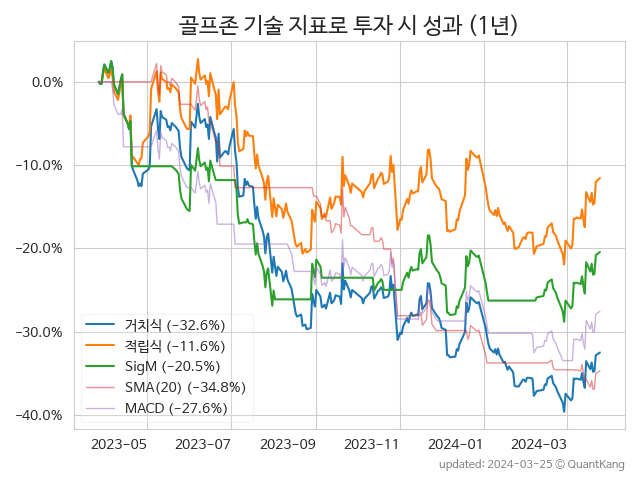 골프존 기술 지표로 투자 시 성과 (1년)
0.0%
−10.0%
−20.0%
−30.0%
−40.0%
거치식 (−32.6%)
적립식 (−11.6%)
SigM (−20.5%)
SMA(20) (−34.8%)
MACD (−27.6%)
2023-05 2023-07 2023-09 2023-11 2024-01 2024-03
updated: 2024-03-25 © QuantKang